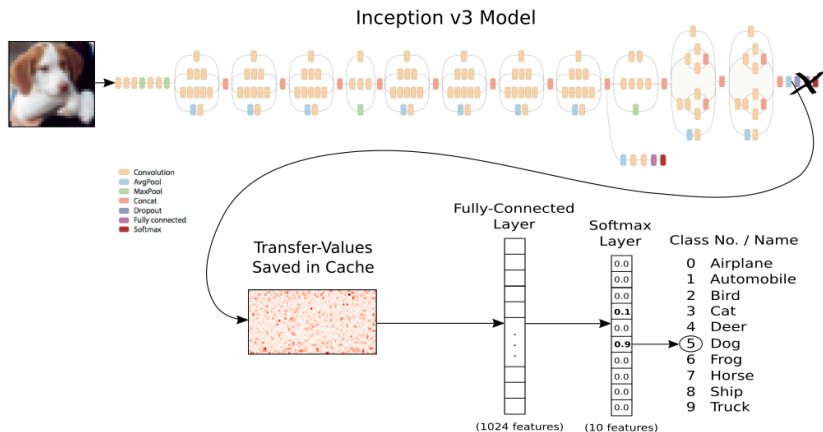 Inception v3 Model
Convolution
AvgPool
MaxPool
Concat
Dropout
Fully connected
Softmax
Transfer-Values
Saved in Cache
Fully-Connected
Layer
(1024 features)
Softmax
Layer
0.0
0.0
0.0
0.1
0.0
0.9
0.0
0.0
0.0
0.0
(10 features)
Class No. / Name
0 Airplane
1 Automobile
2 Bird
3 Cat
4 Deer
5 Dog
6 Frog
7 Horse
8 Ship
9 Truck